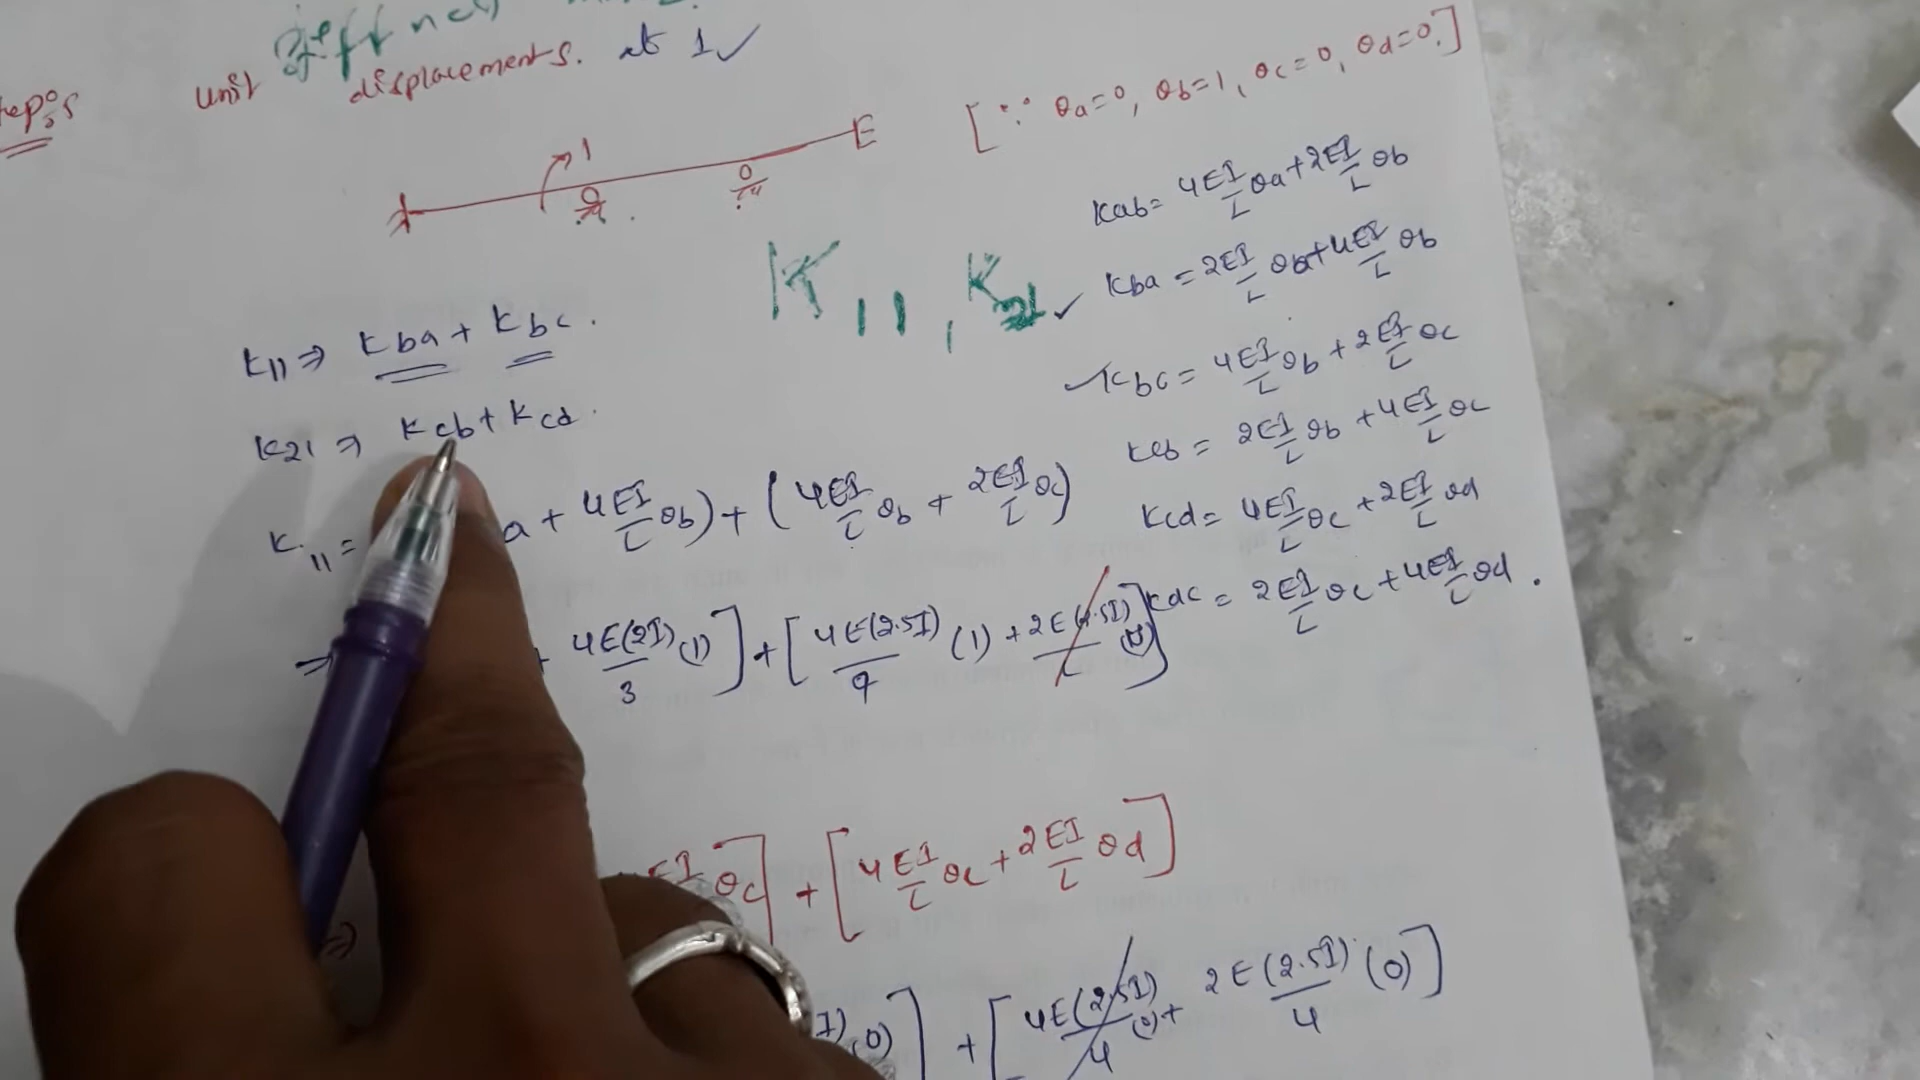 unit displacements. at 1 ✓
[∵ θa=0, θb=1, θc=0, θd=0.]
1
Kab = 4EI/L θa + 2EI/L θb
K11, K21 ✓
Kba = 2EI/L θa + 4EI/L θb
K11 ⇒ Kba + Kbc.
✓ Kbc = 4EI/L θb + 2EI/L θc
K21 ⇒ Kcb + Kcd.
Kcb = 2EI/L θb + 4EI/L θc
K11 = a + 4EI/L θb) + (4EI/L θb + 2EI/L θc)
Kcd = 4EI/L θc + 2EI/L θd
Kdc = 2EI/L θc + 4EI/L θd.
⇒ + 4E(2I)/3 (1)] + [4E(2.5I)/ (1) + 2E(2.5I)/L (0)]
θc] + [4EI/L θc + 2EI/L θd]
⇒ I) (0)] + [4E(2.5I)/4 (0) + 2E(2.5I)/4 (0)]